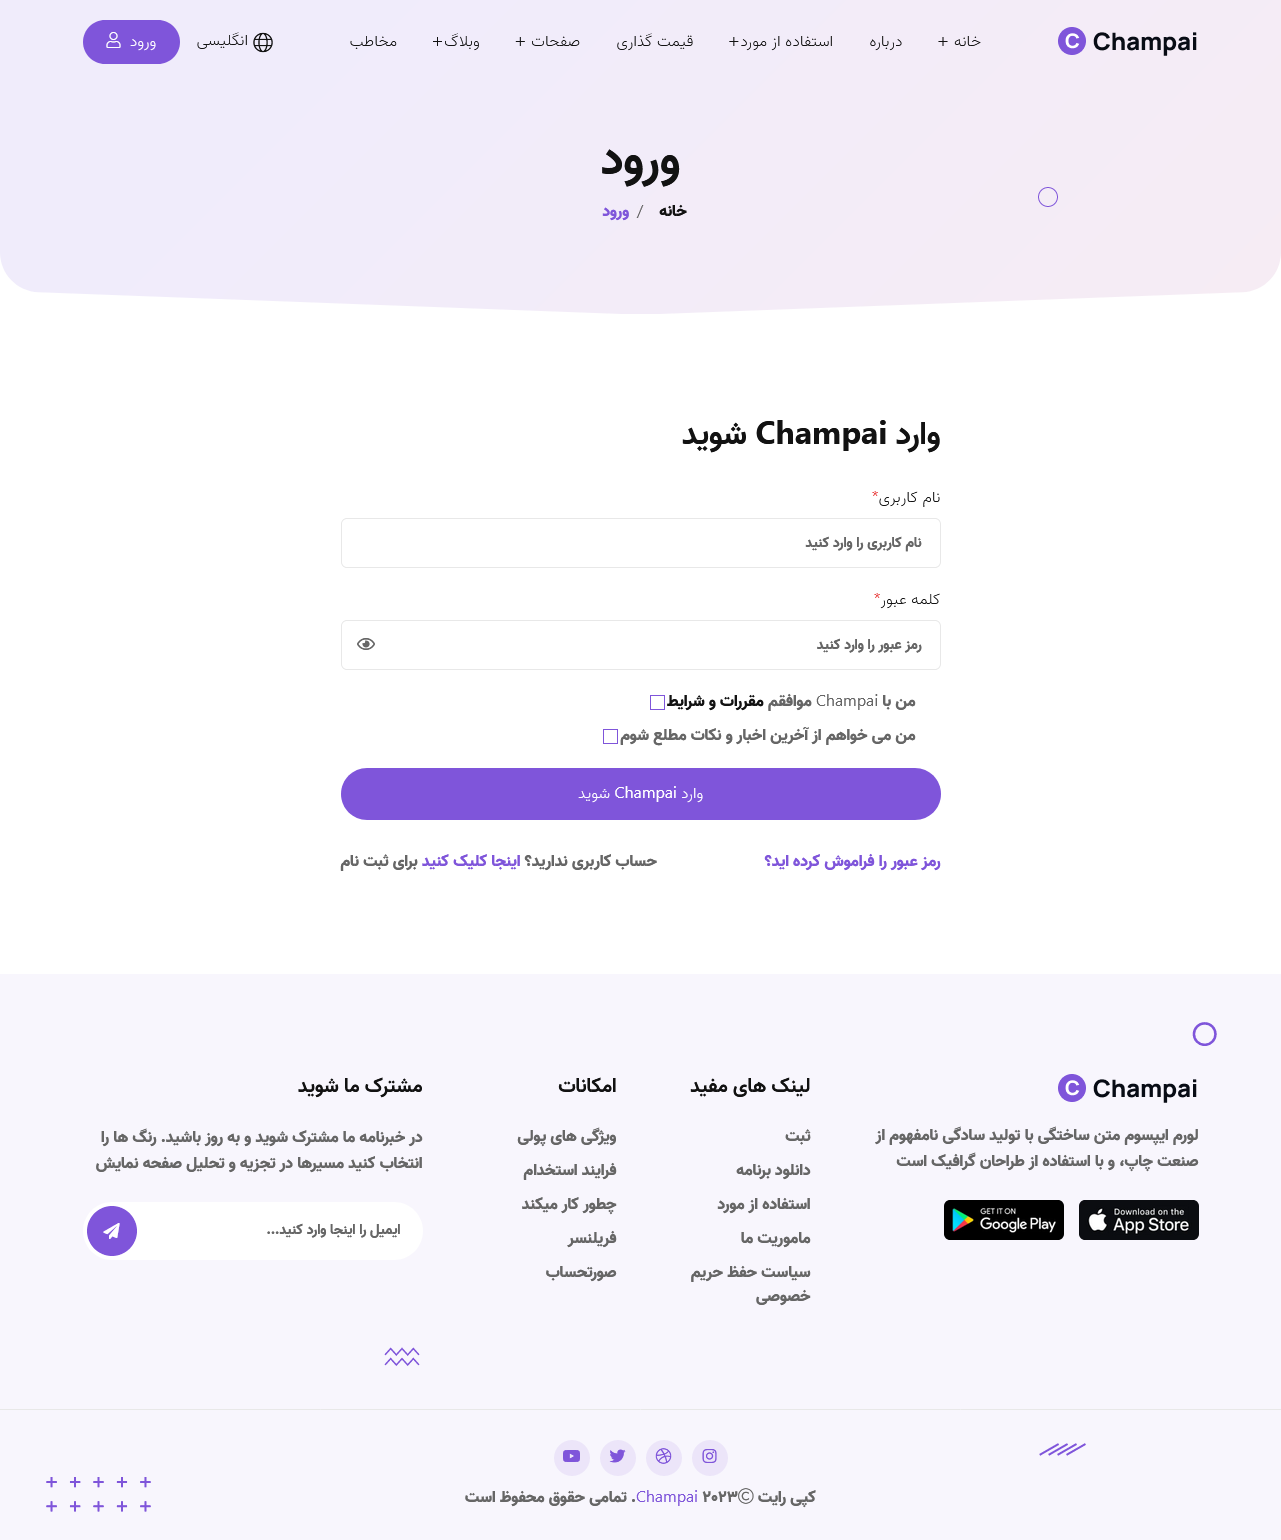 Champai
خانه +
درباره
استفاده از مورد+
قیمت گذاری
صفحات +
وبلاگ+
مخاطب
انگلیسی
ورود
ورود
خانه / ورود
وارد Champai شوید
نام کاربری*
نام کاربری را وارد کنید
کلمه عبور*
رمز عبور را وارد کنید
من با Champai موافقم مقررات و شرایط
من می خواهم از آخرین اخبار و نکات مطلع شوم
وارد Champai شوید
رمز عبور را فراموش کرده اید؟
حساب کاربری ندارید؟ اینجا کلیک کنید برای ثبت نام
Champai
لورم ایپسوم متن ساختگی با تولید سادگی نامفهوم از
صنعت چاپ، و با استفاده از طراحان گرافیک است
Download on the
App Store
GET IT ON
Google Play
لینک های مفید
ثبت
دانلود برنامه
استفاده از مورد
ماموریت ما
سیاست حفظ حریم
خصوصی
امکانات
ویژگی های پولی
فرایند استخدام
چطور کار میکند
فریلنسر
صورتحساب
مشترک ما شوید
در خبرنامه ما مشترک شوید و به روز باشید. رنگ ها را
انتخاب کنید مسیرها در تجزیه و تحلیل صفحه نمایش
ایمیل را اینجا وارد کنید...
کپی رایت ©۲۰۲۳ Champai. تمامی حقوق محفوظ است